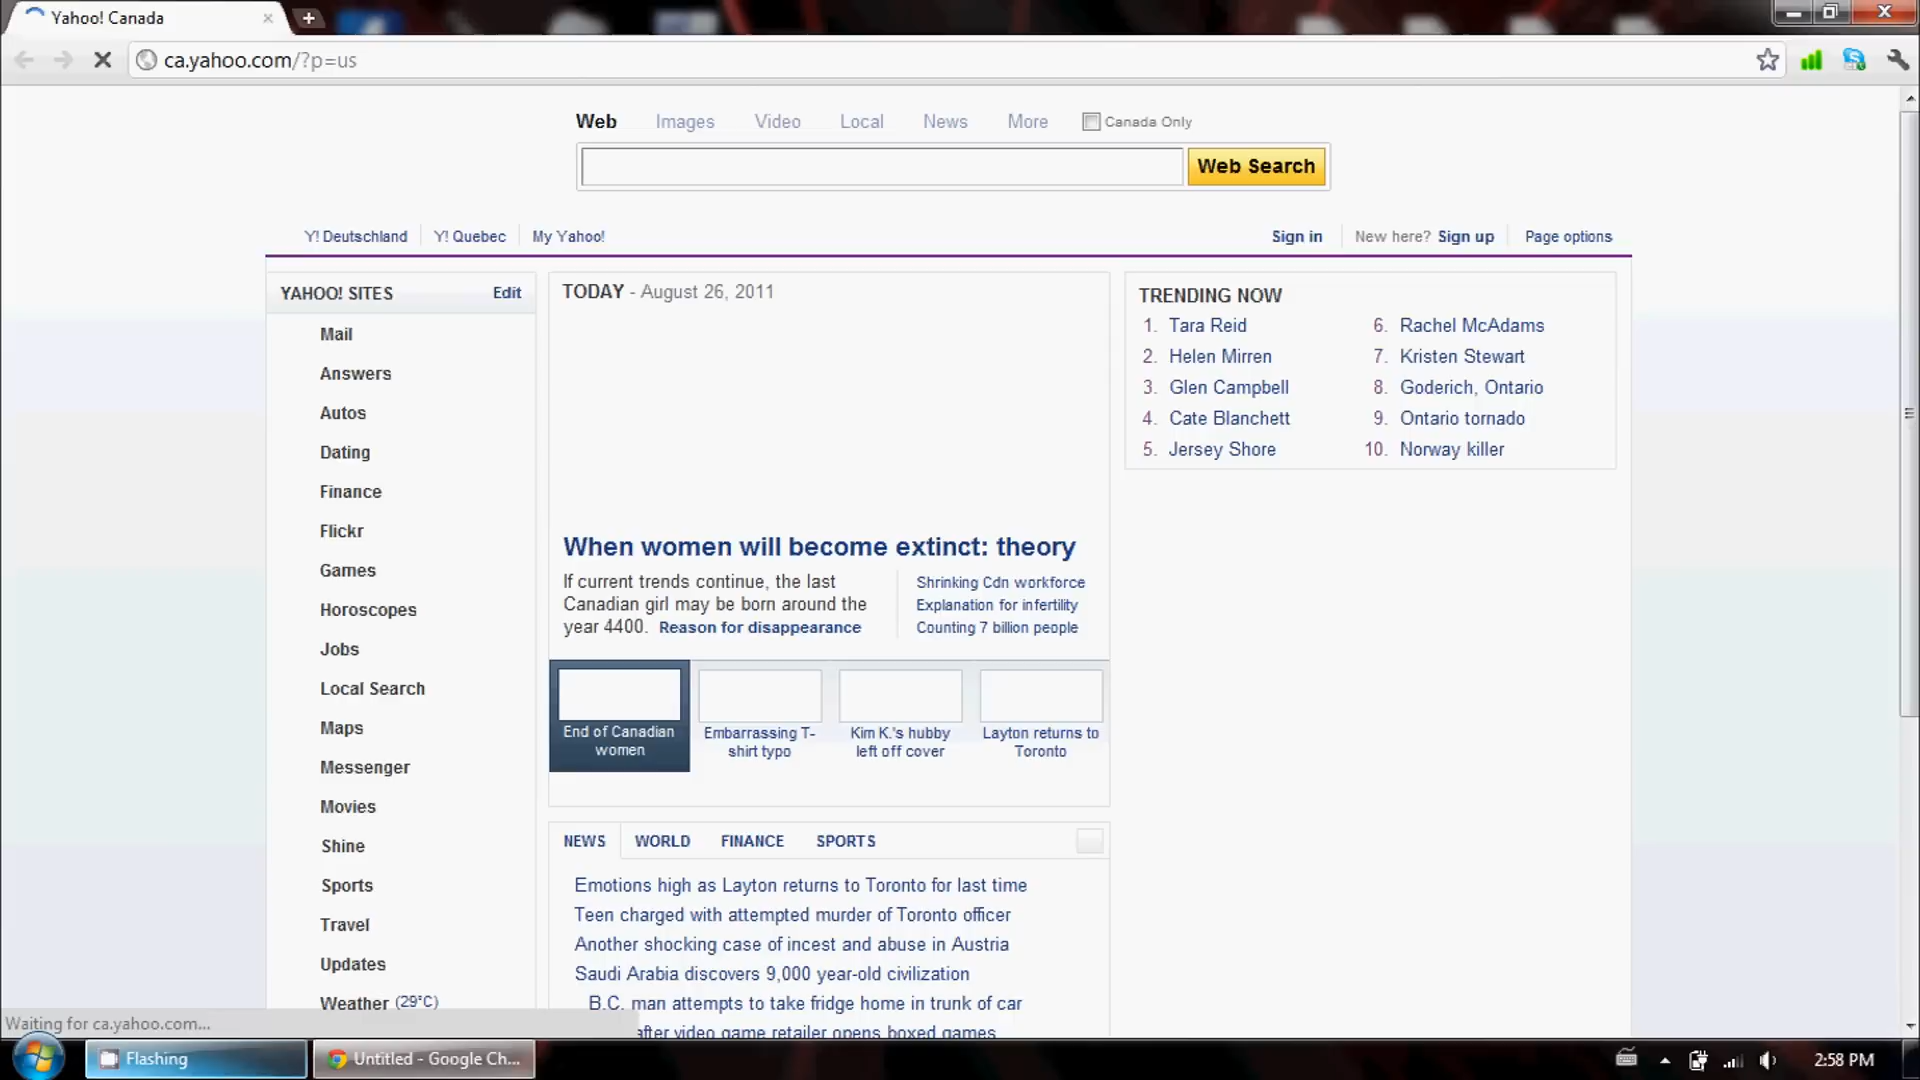 Yahoo! Canada
ca.yahoo.com/?p=us
Web Images Video Local News More Canada Only
Web Search
Y! Deutschland Y! Quebec My Yahoo! Sign in New here? Sign up Page options
YAHOO! SITES Edit
Mail
Answers
Autos
Dating
Finance
Flickr
Games
Horoscopes
Jobs
Local Search
Maps
Messenger
Movies
Shine
Sports
Travel
Updates
Weather (29°C)
TODAY - August 26, 2011
When women will become extinct: theory
If current trends continue, the last
Canadian girl may be born around the
year 4400. Reason for disappearance
Shrinking Cdn workforce
Explanation for infertility
Counting 7 billion people
End of Canadian
women
Embarrassing T-
shirt typo
Kim K.'s hubby
left off cover
Layton returns to
Toronto
NEWS WORLD FINANCE SPORTS
Emotions high as Layton returns to Toronto for last time
Teen charged with attempted murder of Toronto officer
Another shocking case of incest and abuse in Austria
Saudi Arabia discovers 9,000 year-old civilization
B.C. man attempts to take fridge home in trunk of car
after video game retailer opens boxed games
TRENDING NOW
1. Tara Reid
2. Helen Mirren
3. Glen Campbell
4. Cate Blanchett
5. Jersey Shore
6. Rachel McAdams
7. Kristen Stewart
8. Goderich, Ontario
9. Ontario tornado
10. Norway killer
Waiting for ca.yahoo.com...
Flashing
Untitled - Google Ch...
2:58 PM